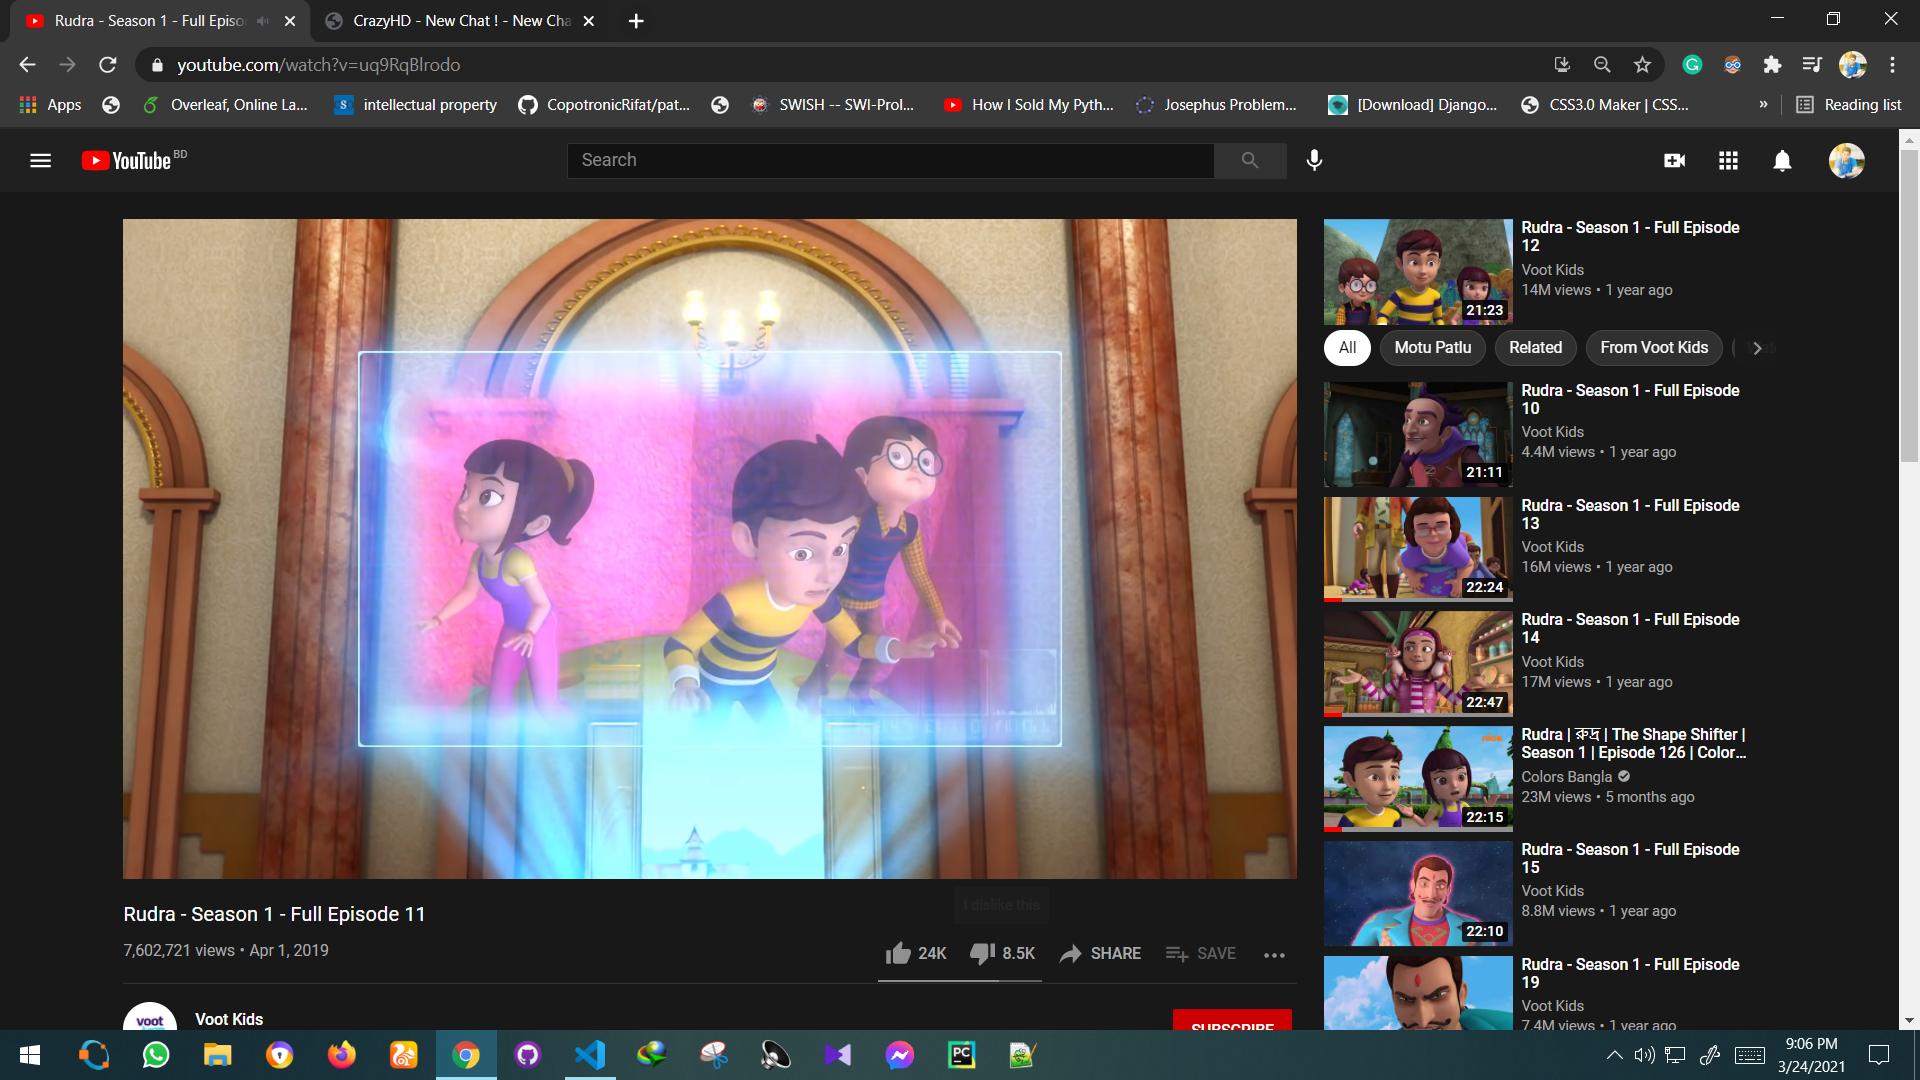 Rudra - Season 1 - Full Episo
CrazyHD - New Chat ! - New Cha
youtube.com/watch?v=uq9RqBlrodo
Apps
Overleaf, Online La...
intellectual property
CopotronicRifat/pat...
SWISH -- SWI-Prol...
How I Sold My Pyth...
Josephus Problem...
[Download] Django...
CSS3.0 Maker | CSS...
»
Reading list
YouTube BD
Search
Rudra - Season 1 - Full Episode
12
Voot Kids
14M views • 1 year ago
21:23
All
Motu Patlu
Related
From Voot Kids
Rudra - Season 1 - Full Episode
10
Voot Kids
4.4M views • 1 year ago
21:11
Rudra - Season 1 - Full Episode
13
Voot Kids
16M views • 1 year ago
22:24
Rudra - Season 1 - Full Episode
14
Voot Kids
17M views • 1 year ago
22:47
Rudra | রুদ্র | The Shape Shifter |
Season 1 | Episode 126 | Color...
Colors Bangla
23M views • 5 months ago
22:15
Rudra - Season 1 - Full Episode
15
Voot Kids
8.8M views • 1 year ago
22:10
Rudra - Season 1 - Full Episode
19
Voot Kids
7.4M views • 1 year ago
I dislike this
Rudra - Season 1 - Full Episode 11
7,602,721 views • Apr 1, 2019
24K
8.5K
SHARE
SAVE
voot
Voot Kids
SUBSCRIBE
PC
9:06 PM
3/24/2021